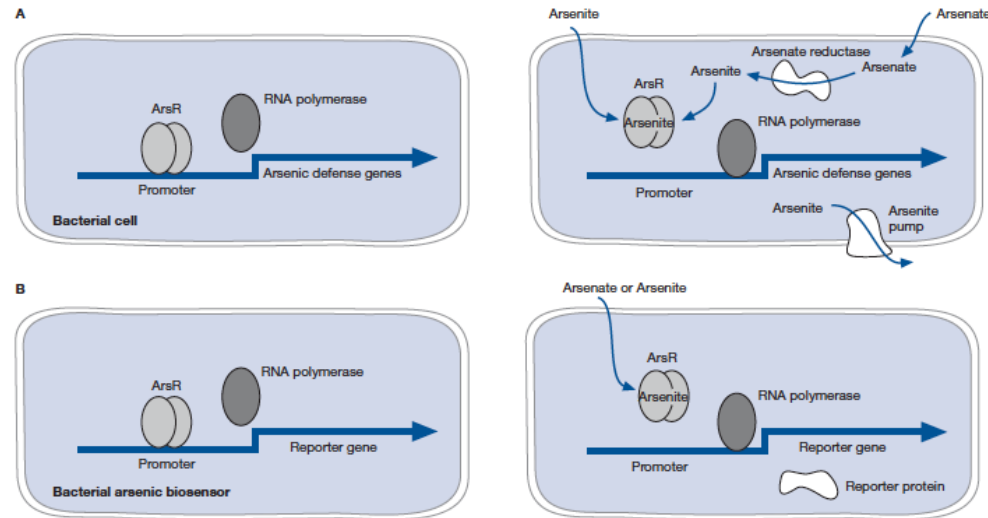 A
ArsR
RNA polymerase
Promoter
Arsenic defense genes
Bacterial cell
Arsenite
Arsenate
Arsenate reductase
Arsenite
Arsenate
ArsR
Arsenite
RNA polymerase
Promoter
Arsenic defense genes
Arsenite
Arsenite
pump
B
ArsR
RNA polymerase
Reporter gene
Promoter
Bacterial arsenic biosensor
Arsenate or Arsenite
ArsR
Arsenite
RNA polymerase
Reporter gene
Promoter
Reporter protein